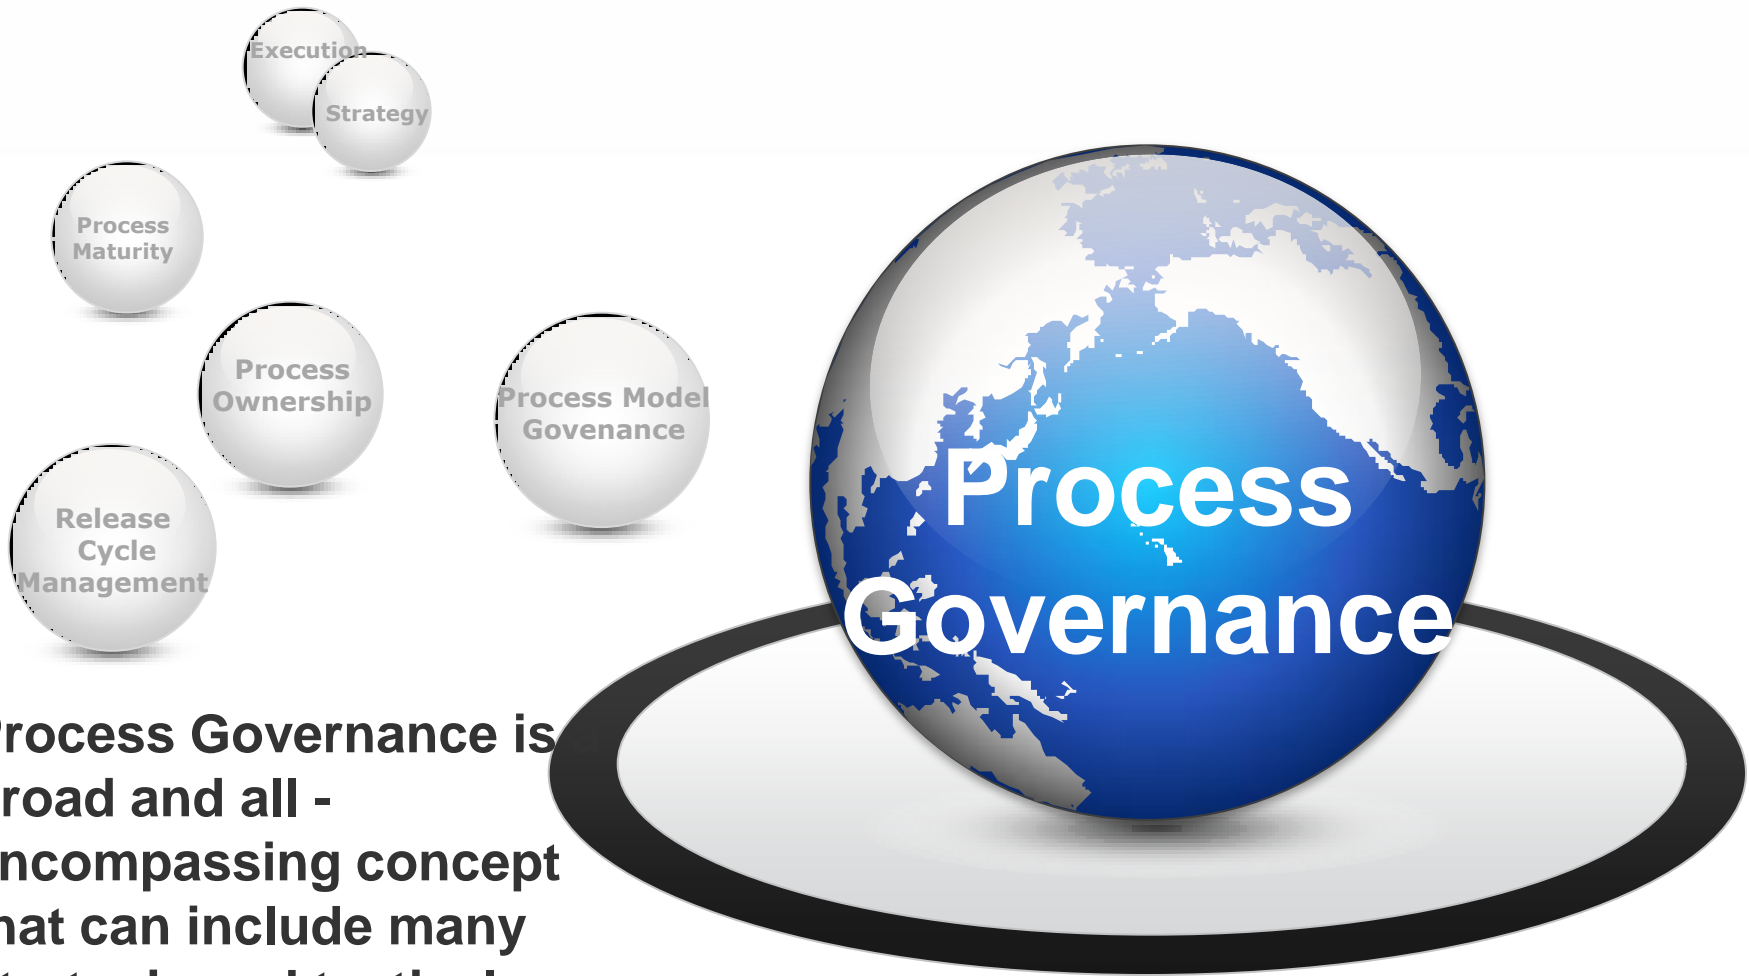 Execution
Strategy
Process
Maturity
Process
Ownership
Process Model
Govenance
Release
Cycle
Management
Process
Governance
Process Governance is a
road and all -
ncompassing concept
hat can include many